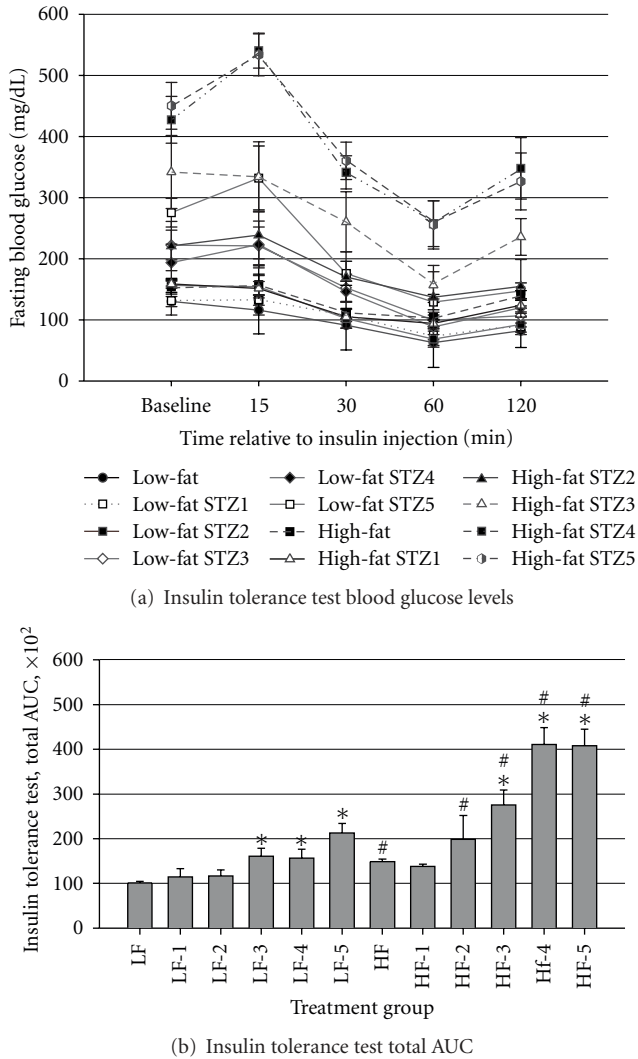 600
500
400
300
200
100
0
Fasting blood glucose (mg/dL)
Baseline 15 30 60 120
Time relative to insulin injection (min)
Low-fat Low-fat STZ4 High-fat STZ2
Low-fat STZ1 Low-fat STZ5 High-fat STZ3
Low-fat STZ2 High-fat High-fat STZ4
Low-fat STZ3 High-fat STZ1 High-fat STZ5
(a) Insulin tolerance test blood glucose levels
600
500
400
300
200
100
0
Insulin tolerance test, total AUC, ×10²
# # # # #
* * * * * *
LF LF-1 LF-2 LF-3 LF-4 LF-5 HF HF-1 HF-2 HF-3 Hf-4 HF-5
Treatment group
(b) Insulin tolerance test total AUC